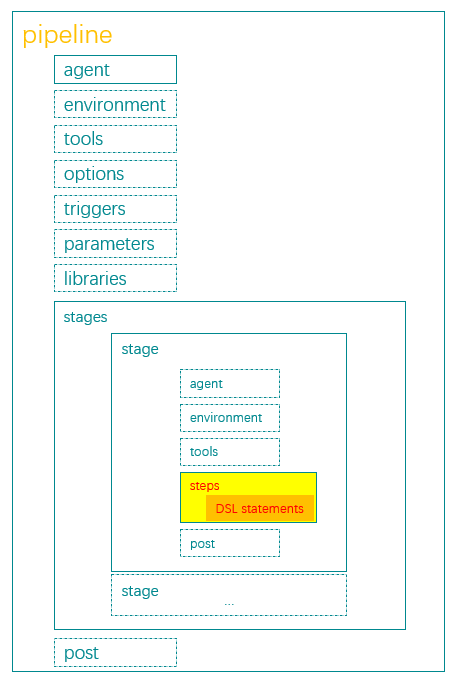 pipeline
agent
environment
tools
options
triggers
parameters
libraries
stages
stage
agent
environment
tools
steps
DSL statements
post
stage
...
post